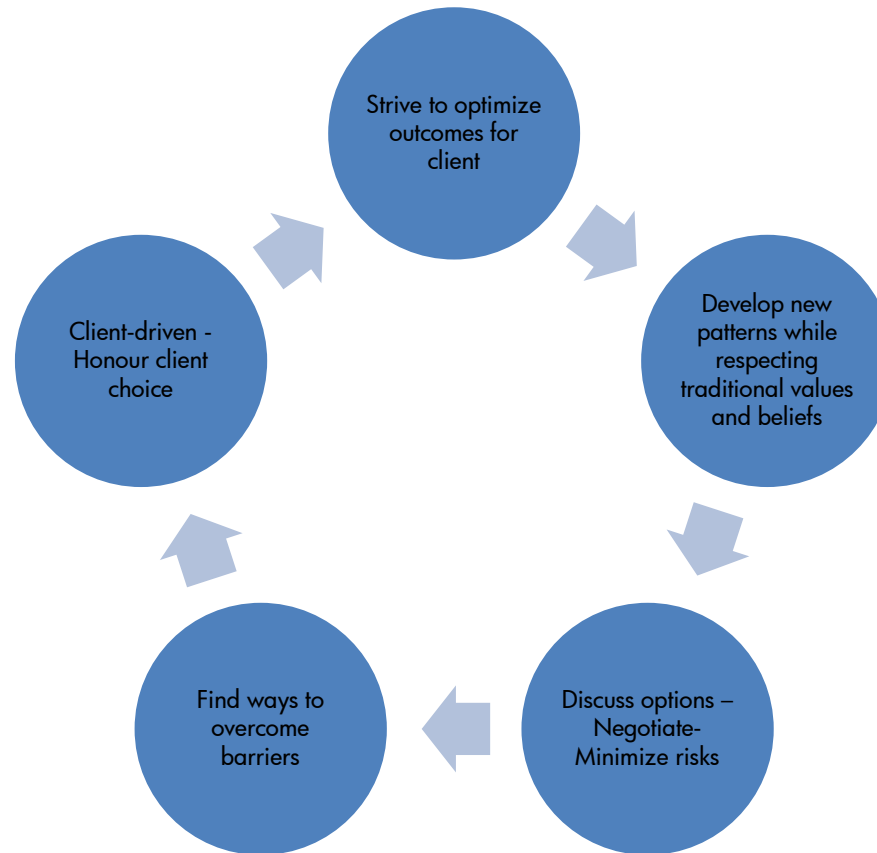 Strive to optimize
outcomes for
client
Develop new
patterns while
respecting
traditional values
and beliefs
Discuss options –
Negotiate-
Minimize risks
Find ways to
overcome
barriers
Client-driven -
Honour client
choice